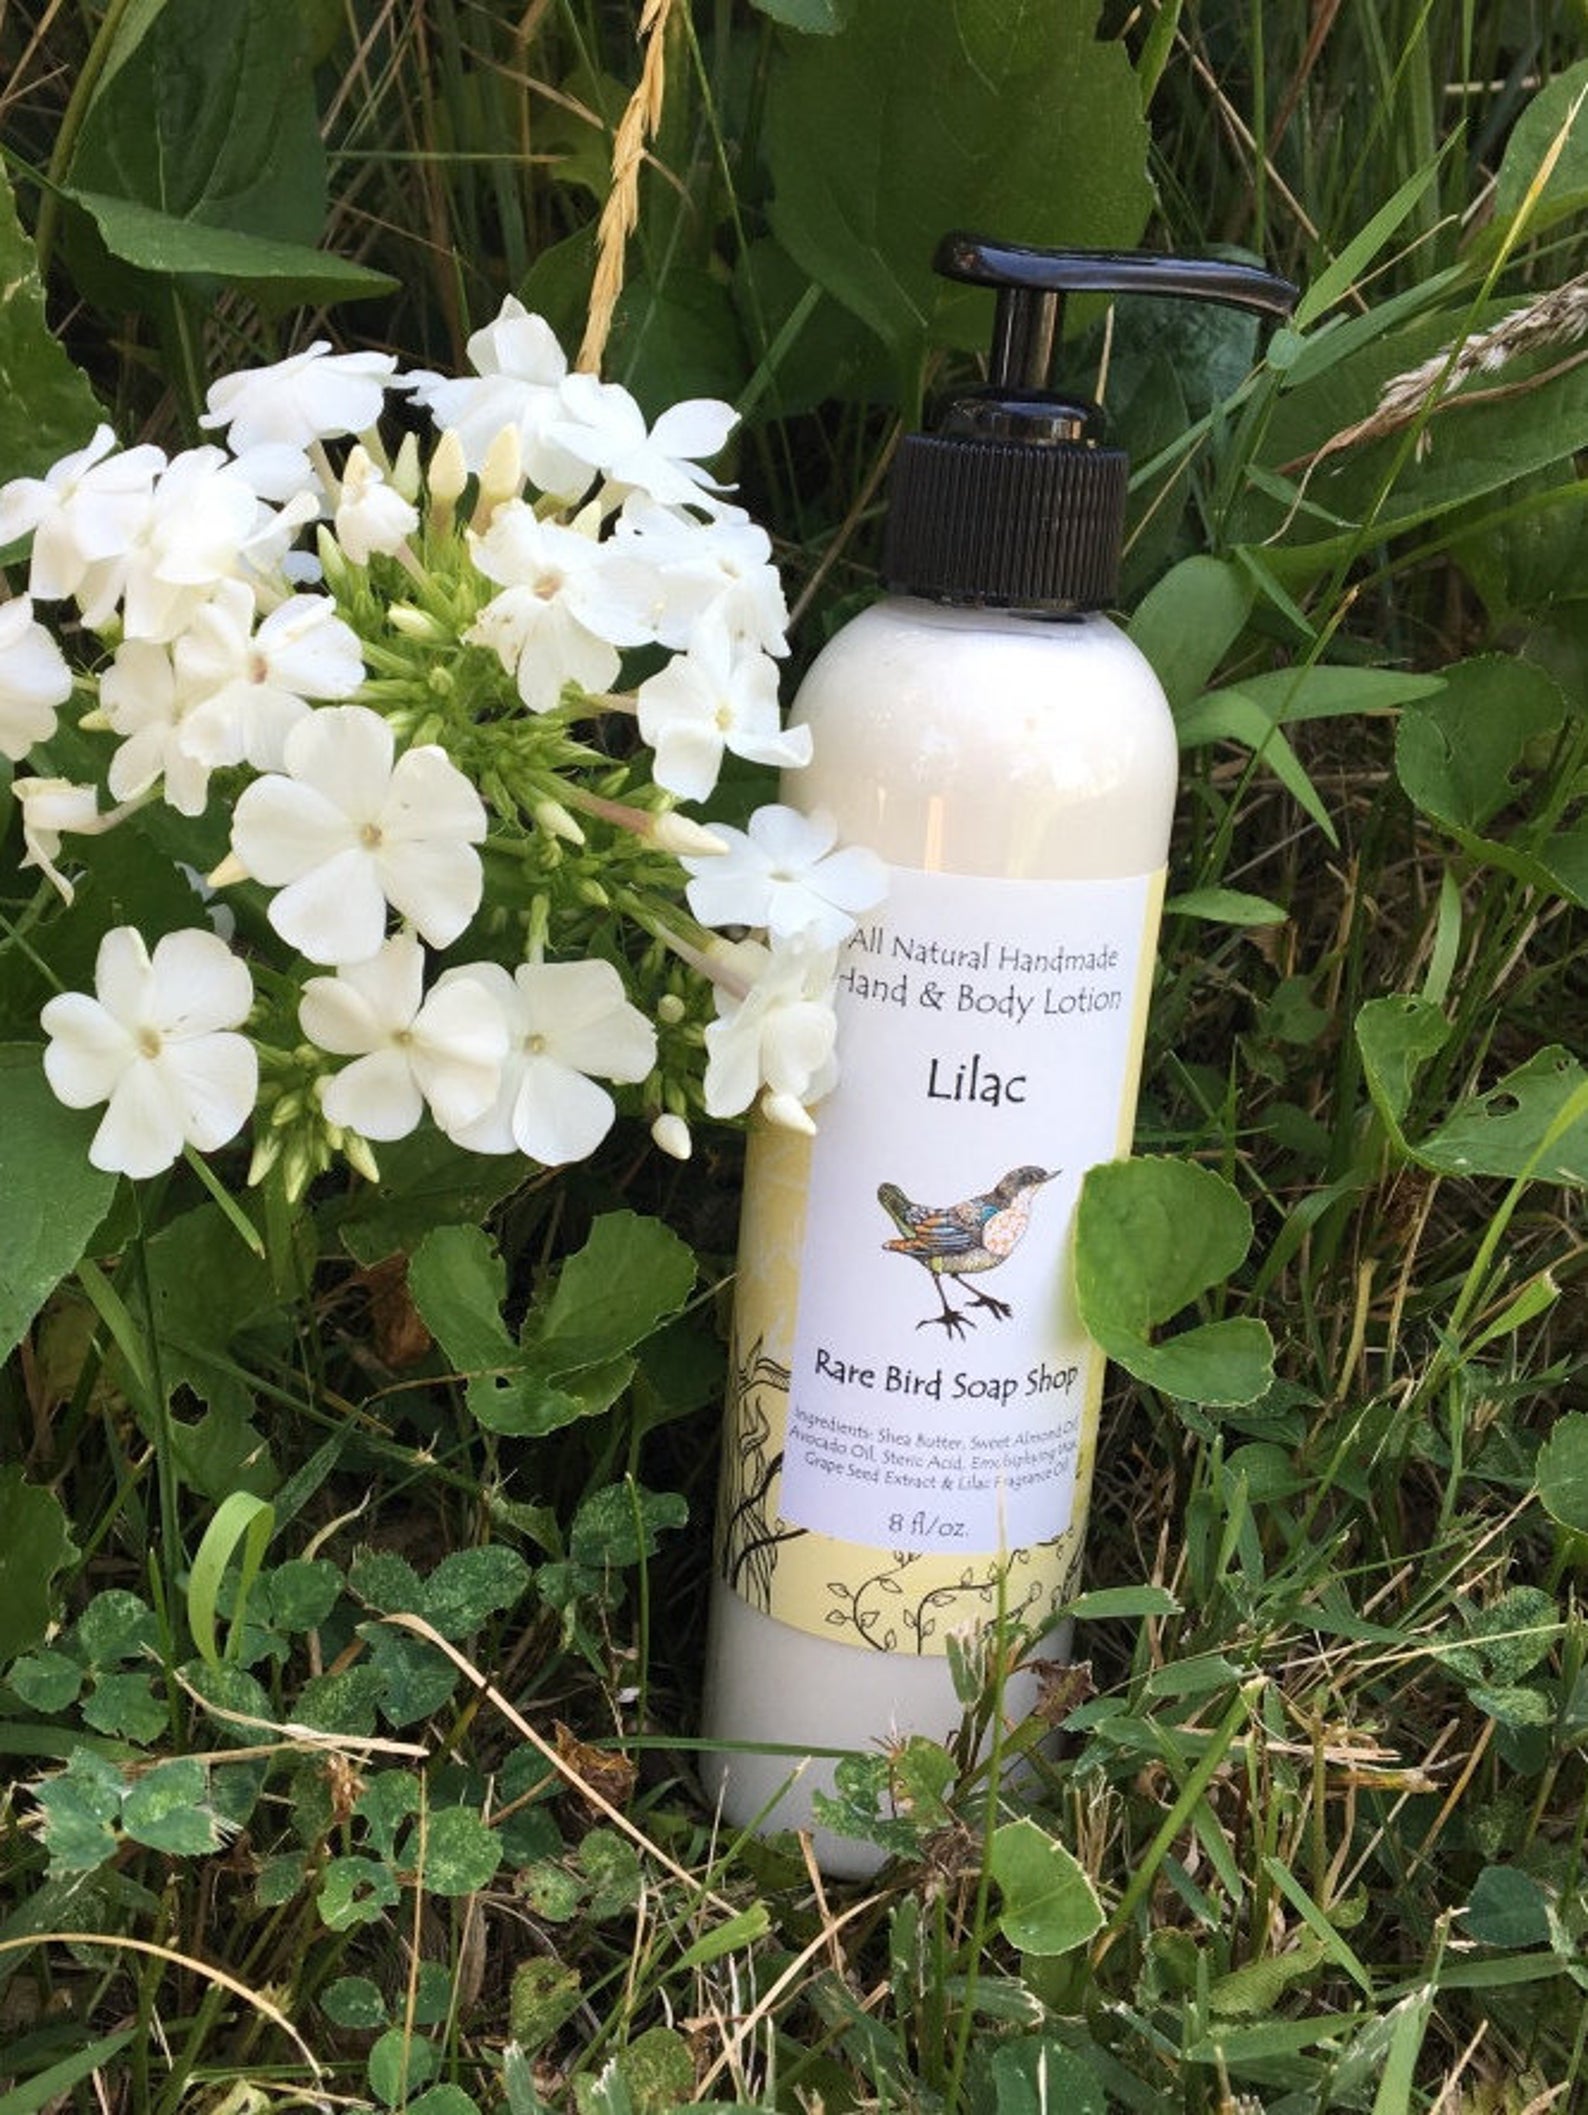 All Natural Handmade
Hand & Body Lotion
Lilac
Rare Bird Soap Shop
Ingredients: Shea Butter, Sweet Almond Oil,
Avocado Oil, Steric Acid, Emulsiphying Wax,
Grape Seed Extract & Lilac Fragrance Oil
8 fl/oz.